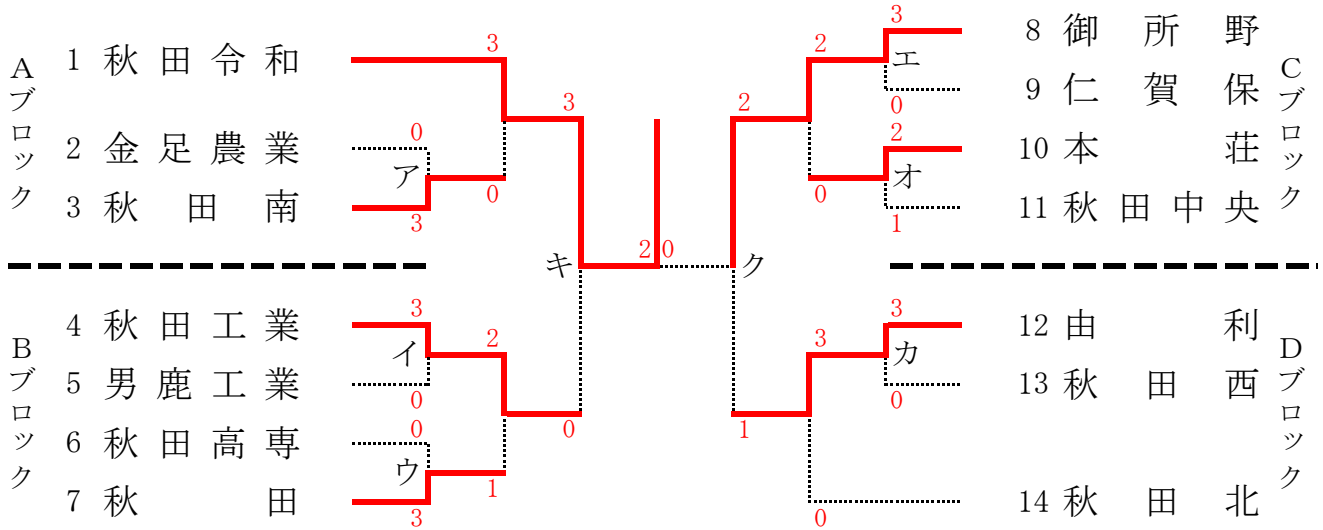 Aブロック
1 秋田令和
3
2 金足農業
0
ア
0
3 秋田南
3
3
キ
2
0
Bブロック
4 秋田工業
3
イ
2
5 男鹿工業
0
6 秋田高専
0
ウ
1
7 秋田
3
0
Cブロック
8 御所野
3
エ
2
9 仁賀保
0
10 本荘
2
オ
0
11 秋田中央
1
2
ク
Dブロック
12 由利
3
カ
3
13 秋田西
0
14 秋田北
0
1